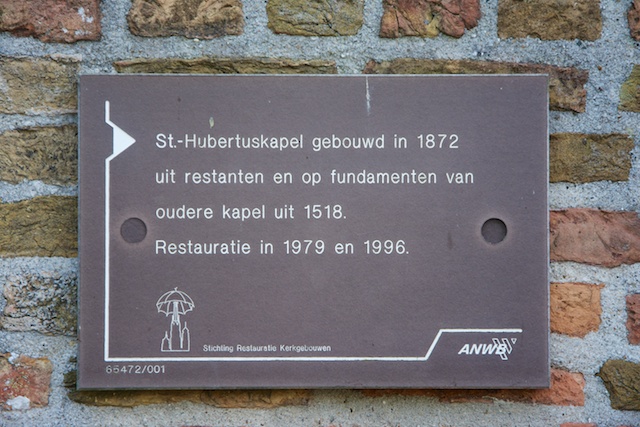 St.-Hubertuskapel gebouwd in 1872
uit restanten en op fundamenten van
oudere kapel uit 1518.
Restauratie in 1979 en 1996.
Stichting Restauratie Kerkgebouwen
ANWB
65472/001